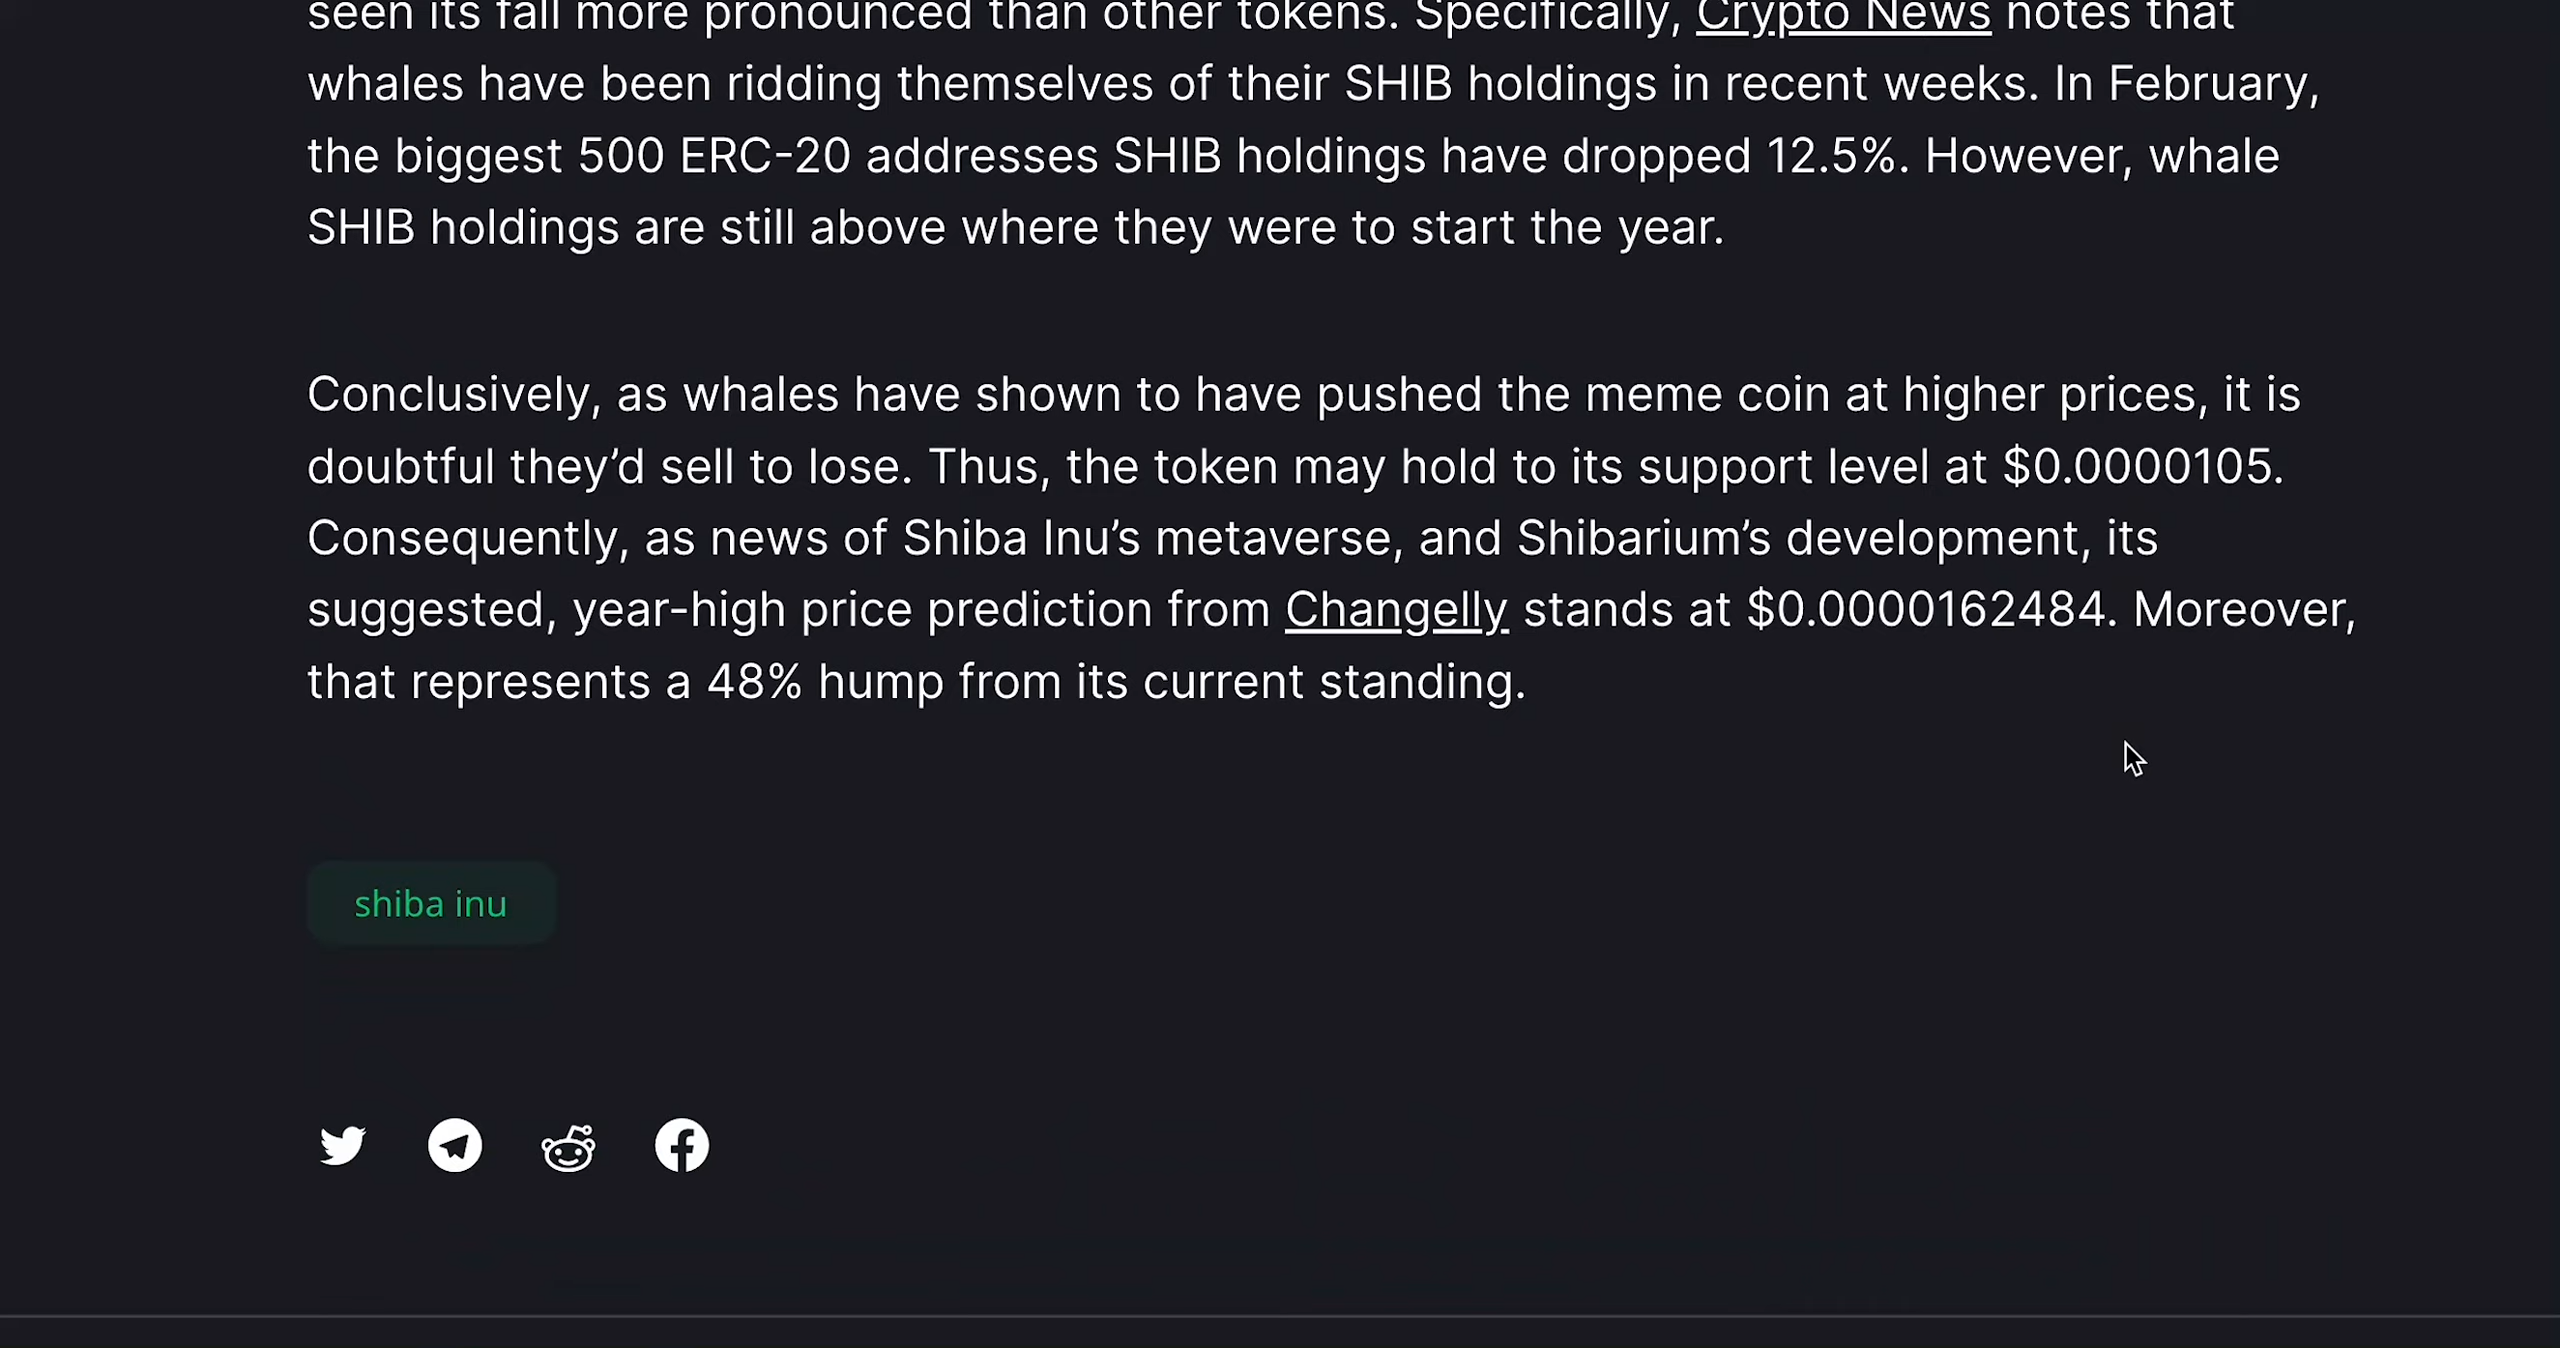 seen its fall more pronounced than other tokens. Specifically, Crypto News notes that
whales have been ridding themselves of their SHIB holdings in recent weeks. In February,
the biggest 500 ERC-20 addresses SHIB holdings have dropped 12.5%. However, whale
SHIB holdings are still above where they were to start the year.
Conclusively, as whales have shown to have pushed the meme coin at higher prices, it is
doubtful they’d sell to lose. Thus, the token may hold to its support level at $0.0000105.
Consequently, as news of Shiba Inu’s metaverse, and Shibarium’s development, its
suggested, year-high price prediction from Changelly stands at $0.0000162484. Moreover,
that represents a 48% hump from its current standing.
shiba inu